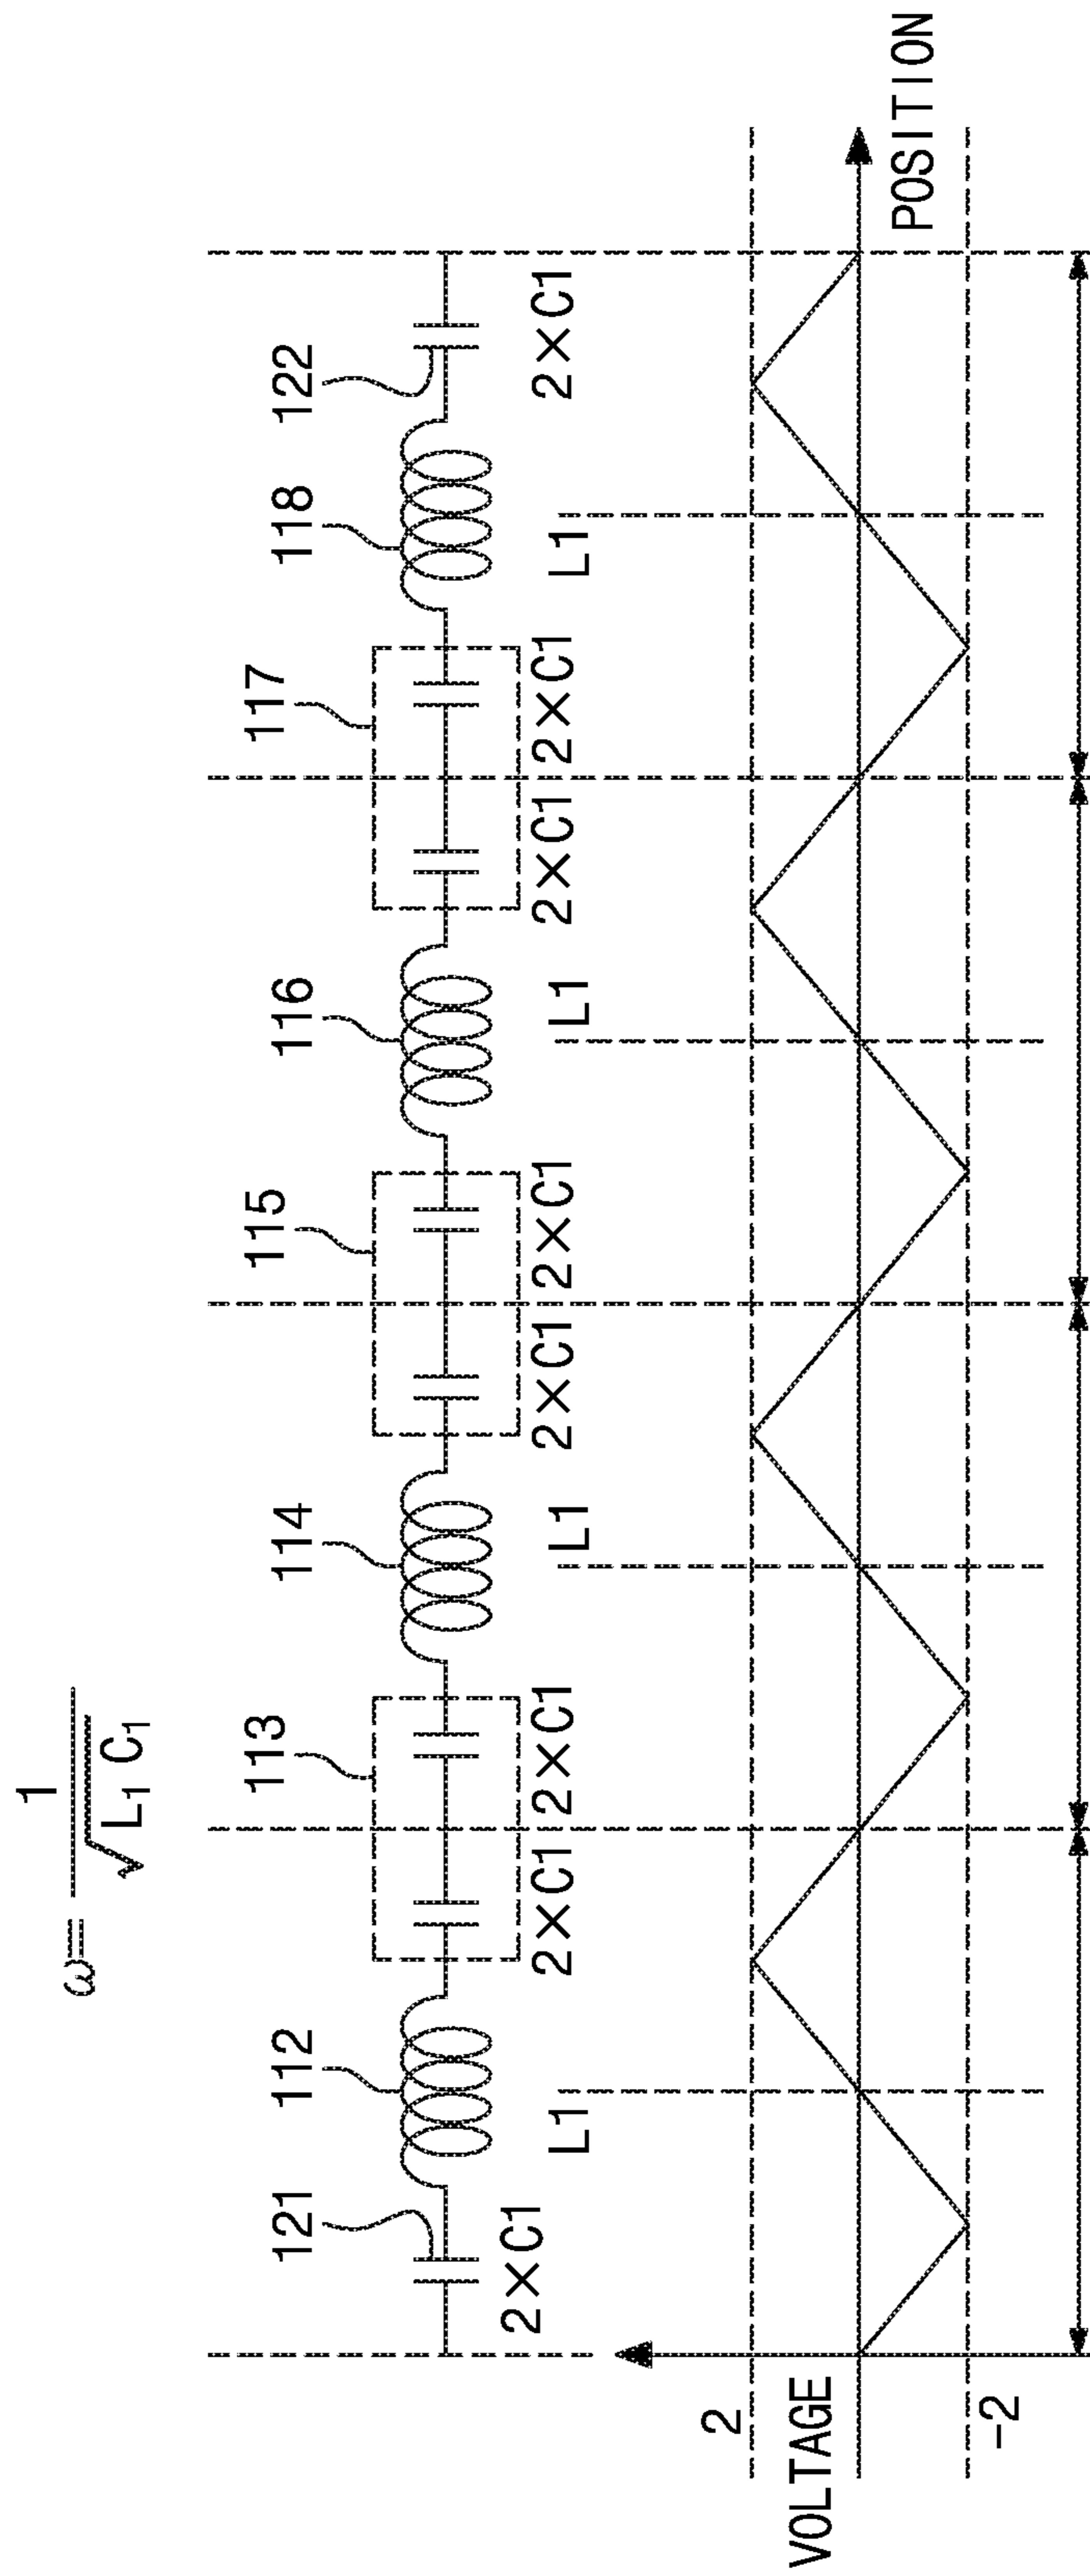 ω= 1/√L₁ C₁
121 112 113 114 115 116 117 118 122
2×C1 L1 2×C1 2×C1 L1 2×C1 2×C1 L1 2×C1 2×C1 L1 2×C1
VOLTAGE
2
-2
POSITION